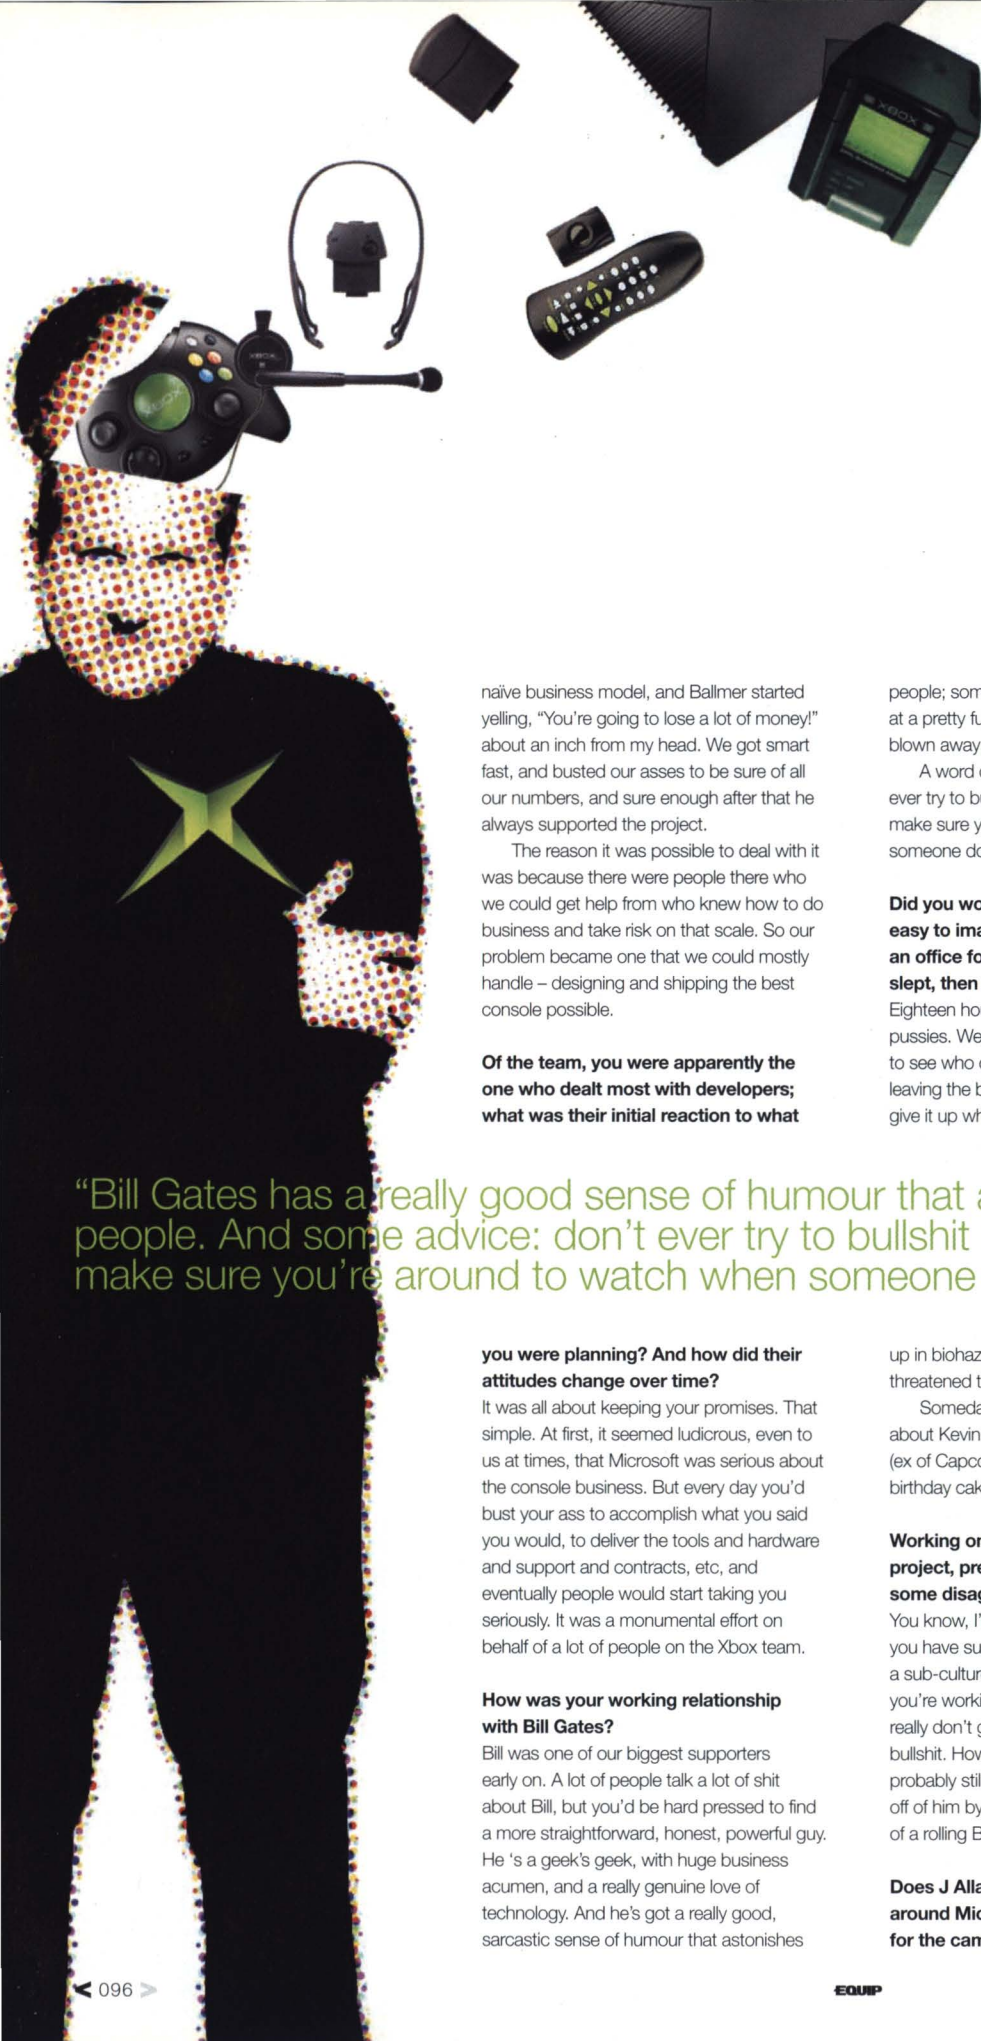 XBOX
XBOX
XBOX
naïve business model, and Ballmer started
yelling, “You're going to lose a lot of money!”
about an inch from my head. We got smart
fast, and busted our asses to be sure of all
our numbers, and sure enough after that he
always supported the project.
The reason it was possible to deal with it
was because there were people there who
we could get help from who knew how to do
business and take risk on that scale. So our
problem became one that we could mostly
handle – designing and shipping the best
console possible.
Of the team, you were apparently the
one who dealt most with developers;
what was their initial reaction to what
“Bill Gates has a really good sense of humour that
people. And some advice: don't ever try to bullshit
make sure you're around to watch when someone
you were planning? And how did their
attitudes change over time?
It was all about keeping your promises. That
simple. At first, it seemed ludicrous, even to
us at times, that Microsoft was serious about
the console business. But every day you'd
bust your ass to accomplish what you said
you would, to deliver the tools and hardware
and support and contracts, etc, and
eventually people would start taking you
seriously. It was a monumental effort on
behalf of a lot of people on the Xbox team.
How was your working relationship
with Bill Gates?
Bill was one of our biggest supporters
early on. A lot of people talk a lot of shit
about Bill, but you'd be hard pressed to find
a more straightforward, honest, powerful guy.
He 's a geek's geek, with huge business
acumen, and a really genuine love of
technology. And he's got a really good,
sarcastic sense of humour that astonishes
people; som
at a pretty fu
blown away
A word
ever try to b
make sure y
someone do
Did you wo
easy to ima
an office fo
slept, then
Eighteen ho
pussies. We
to see who
leaving the b
give it up wh
up in biohaz
threatened t
Someda
about Kevin
(ex of Capco
birthday cak
Working on
project, pre
some disag
You know, I'
you have su
a sub-cultur
you're worki
really don't g
bullshit. How
probably stil
off of him by
of a rolling B
Does J Alla
around Mic
for the cam
< 096 >
EQUIP